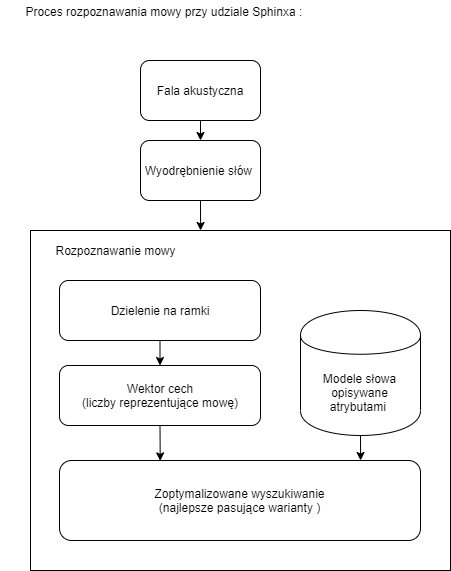 Proces rozpoznawania mowy przy udziale Sphinxa :
Fala akustyczna
Wyodrębnienie słów
Rozpoznawanie mowy
Dzielenie na ramki
Wektor cech
(liczby reprezentujące mowę)
Modele słowa
opisywane
atrybutami
Zoptymalizowane wyszukiwanie
(najlepsze pasujące warianty )